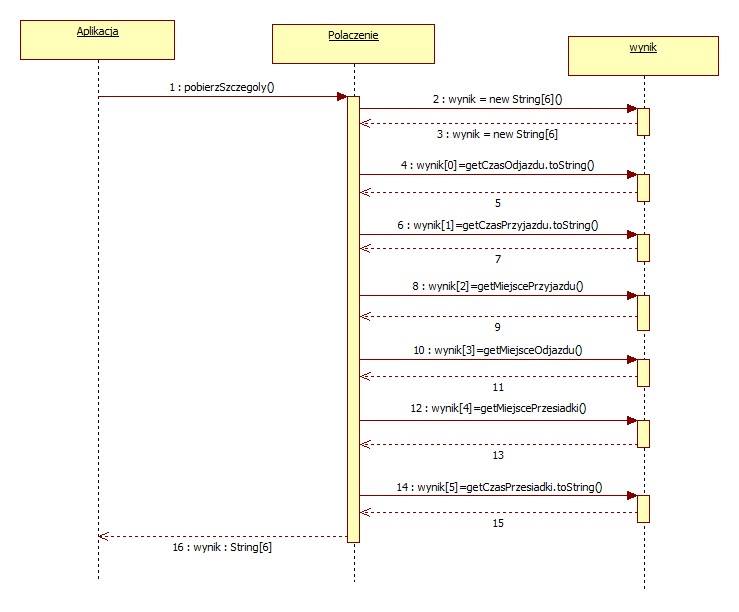 Aplikacja
Polaczenie
wynik
1 : pobierzSzczegoly()
2 : wynik = new String[6]()
3 : wynik = new String[6]
4 : wynik[0]=getCzasOdjazdu.toString()
5
6 : wynik[1]=getCzasPrzyjazdu.toString()
7
8 : wynik[2]=getMiejscePrzyjazdu()
9
10 : wynik[3]=getMiejsceOdjazdu()
11
12 : wynik[4]=getMiejscePrzesiadki()
13
14 : wynik[5]=getCzasPrzesiadki.toString()
15
16 : wynik : String[6]